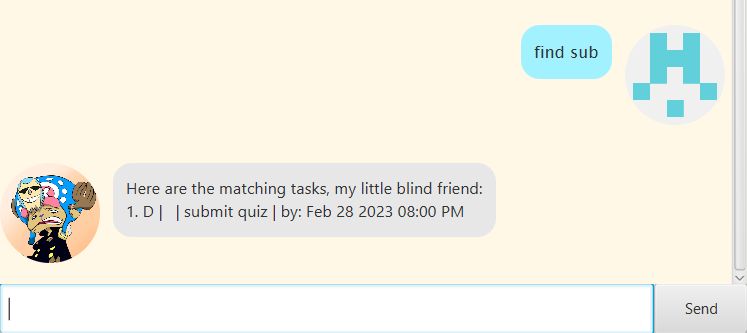 find sub
Here are the matching tasks, my little blind friend:
1. D |   | submit quiz | by: Feb 28 2023 08:00 PM
Send